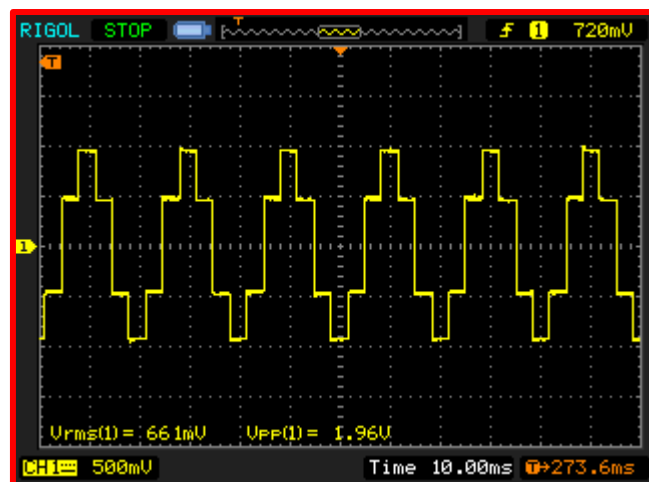 RIGOL STOP T f 1 720mV
T
1
Vrms(1)= 661mV Vpp(1)= 1.96V
CH1 500mV Time 10.00ms T→273.6ms